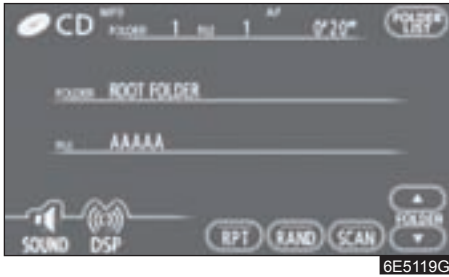 CD MP3 FOLDER 1 FILE 1 0'20" FOLDER LIST
FOLDER ROOT FOLDER
FILE AAAAA
SOUND DSP RPT RAND SCAN FOLDER
6E5119G